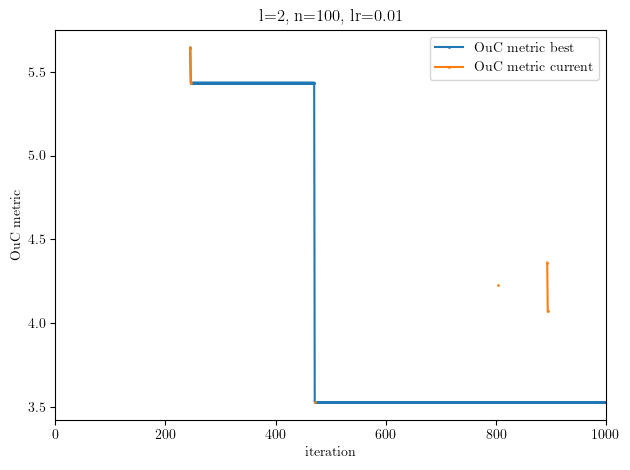 l=2, n=100, lr=0.01
OuC metric best
OuC metric current
OuC metric
5.5
5.0
4.5
4.0
3.5
0 200 400 600 800 1000
iteration